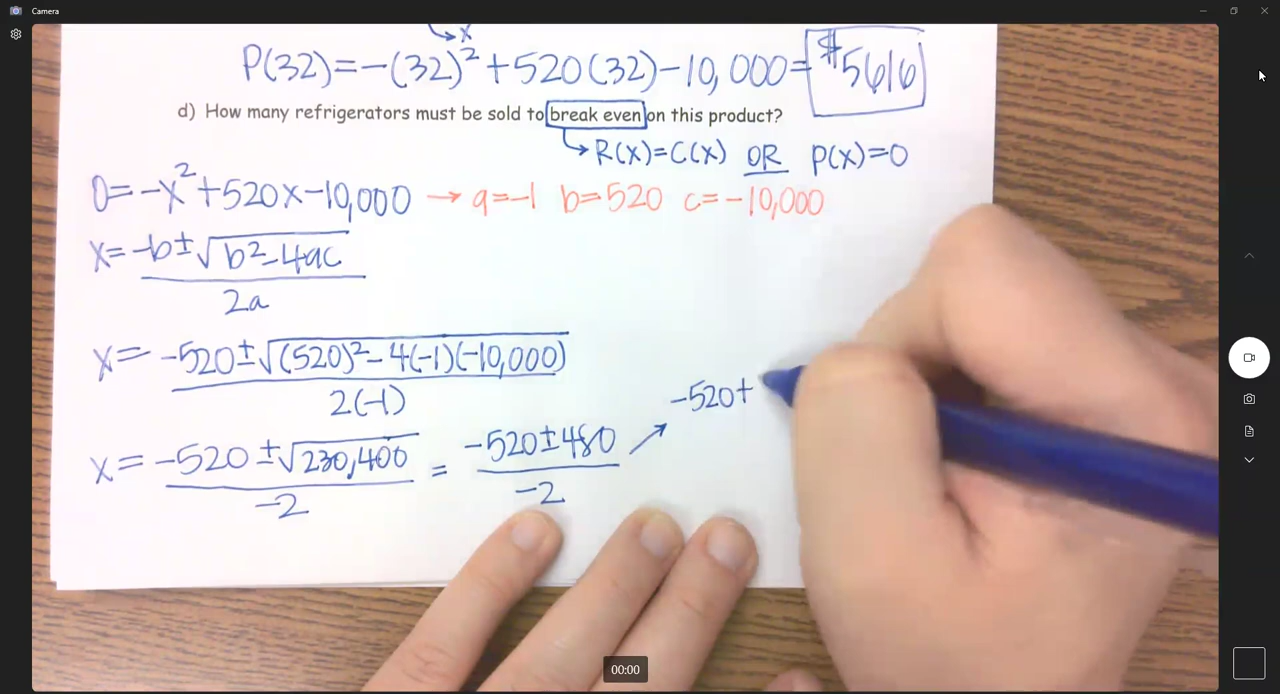 Camera
↳x
P(32)=-(32)²+520(32)-10,000= $5616
d) How many refrigerators must be sold to break even on this product?
↳R(x)=C(x) OR P(x)=0
0=-x²+520x-10,000 → a=-1 b=520 c=-10,000
x= -b±√b²-4ac
2a
x= -520±√(520)²-4(-1)(-10,000)
2(-1)
-520+
x= -520±√230,400 = -520±480 ↗
-2 -2
00:00